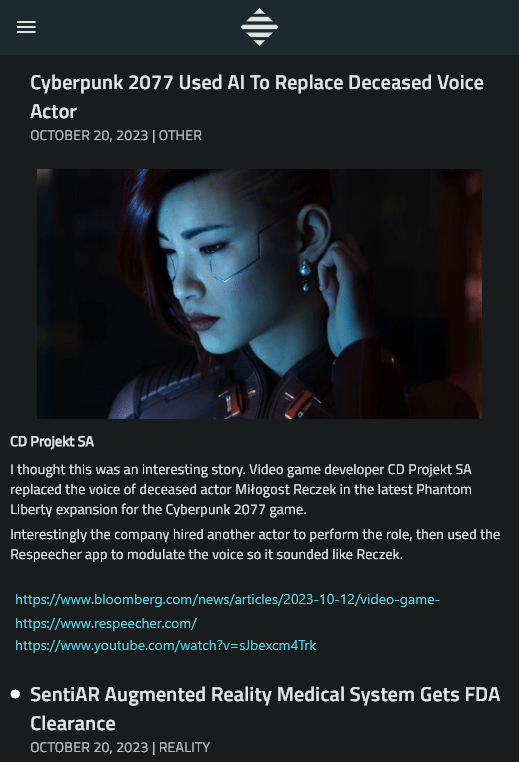 Cyberpunk 2077 Used AI To Replace Deceased Voice
Actor
OCTOBER 20, 2023 | OTHER
CD Projekt SA
I thought this was an interesting story. Video game developer CD Projekt SA
replaced the voice of deceased actor Miłogost Reczek in the latest Phantom
Liberty expansion for the Cyberpunk 2077 game.
Interestingly the company hired another actor to perform the role, then used the
Respeecher app to modulate the voice so it sounded like Reczek.
https://www.bloomberg.com/news/articles/2023-10-12/video-game-
https://www.respeecher.com/
https://www.youtube.com/watch?v=sJbexcm4Trk
SentiAR Augmented Reality Medical System Gets FDA
Clearance
OCTOBER 20, 2023 | REALITY